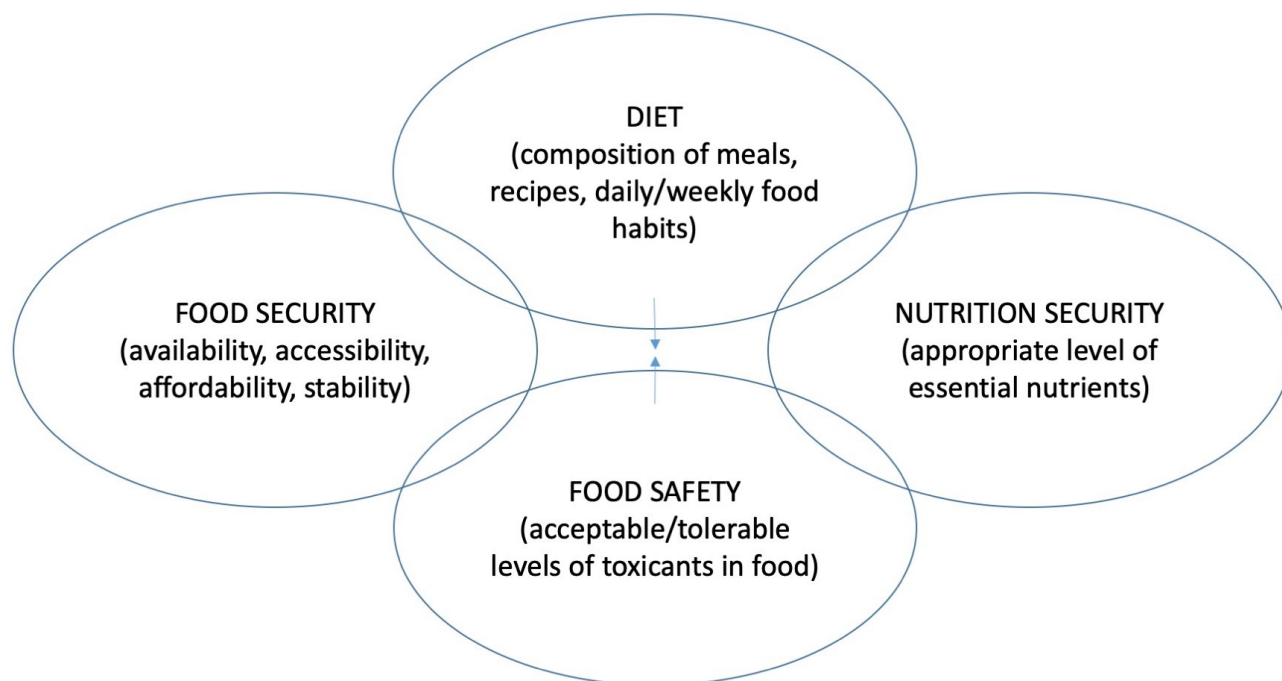 DIET
(composition of meals,
recipes, daily/weekly food
habits)
FOOD SECURITY
(availability, accessibility,
affordability, stability)
NUTRITION SECURITY
(appropriate level of
essential nutrients)
FOOD SAFETY
(acceptable/tolerable
levels of toxicants in food)